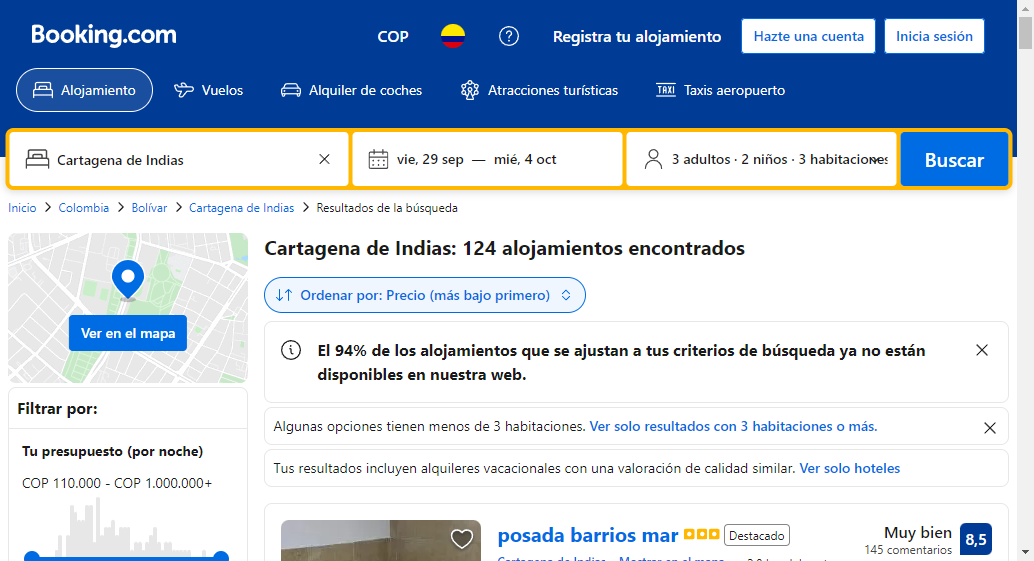 Booking.com
COP
Registra tu alojamiento
Hazte una cuenta
Inicia sesión
Alojamiento
Vuelos
Alquiler de coches
Atracciones turísticas
TAXI
Taxis aeropuerto
Cartagena de Indias
vie, 29 sep — mié, 4 oct
3 adultos · 2 niños · 3 habitaciones
Buscar
Inicio > Colombia > Bolívar > Cartagena de Indias > Resultados de la búsqueda
Cartagena de Indias: 124 alojamientos encontrados
Ordenar por: Precio (más bajo primero)
Ver en el mapa
El 94% de los alojamientos que se ajustan a tus criterios de búsqueda ya no están
disponibles en nuestra web.
Filtrar por:
Algunas opciones tienen menos de 3 habitaciones. Ver solo resultados con 3 habitaciones o más.
Tu presupuesto (por noche)
Tus resultados incluyen alquileres vacacionales con una valoración de calidad similar. Ver solo hoteles
COP 110.000 - COP 1.000.000+
posada barrios mar
Destacado
Muy bien
145 comentarios
8,5
Cartagena de Indias
Mostrar en el mapa